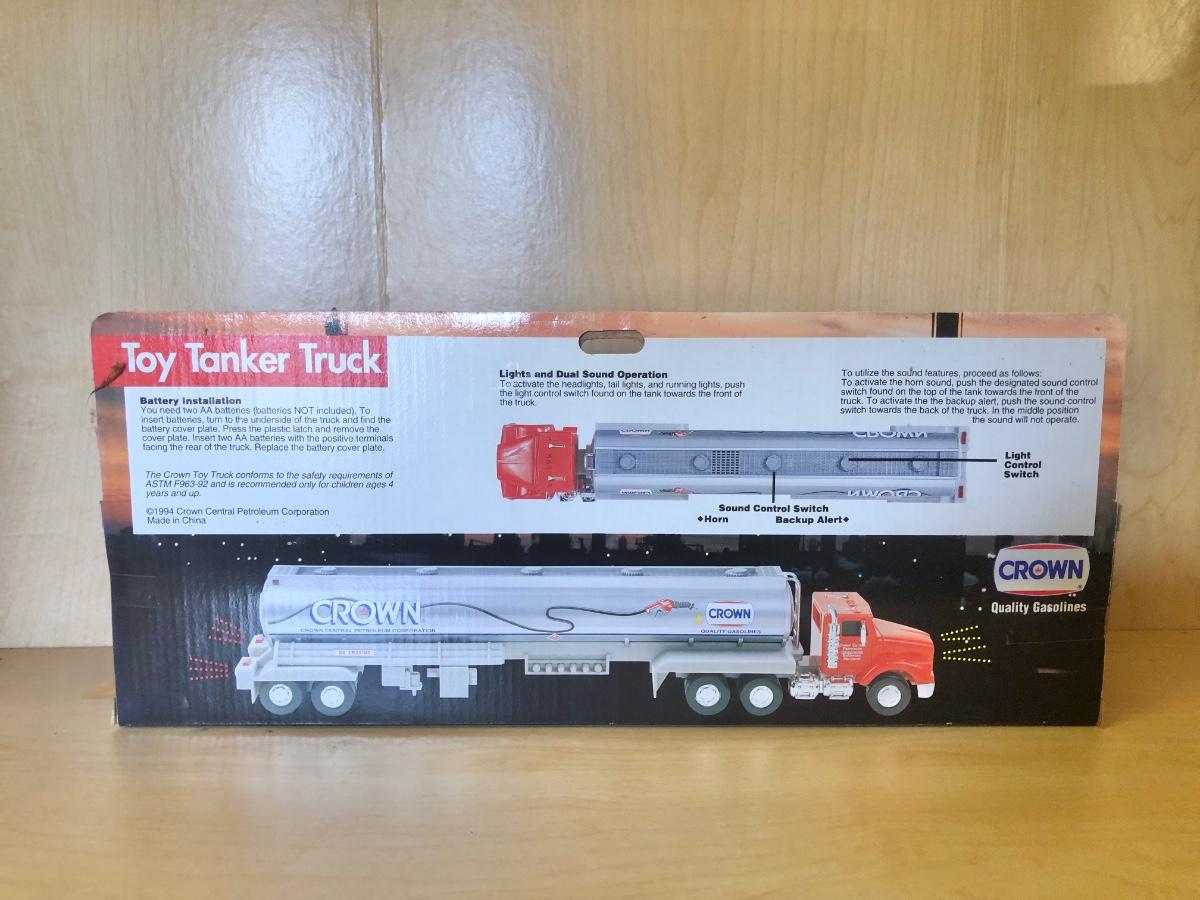 Toy Tanker Truck
Battery Installation
You need two AA batteries (batteries NOT included). To
insert batteries, turn to the underside of the truck and find the
battery cover plate. Press the plastic latch and remove the
cover plate. Insert two AA batteries with the positive terminals
facing the rear of the truck. Replace the battery cover plate.
The Crown Toy Truck conforms to the safety requirements of
ASTM F963-92 and is recommended only for children ages 4
years and up.
©1994 Crown Central Petroleum Corporation
Made in China
Lights and Dual Sound Operation
To activate the headlights, tail lights, and running lights, push
the light control switch found on the tank towards the front of
the truck.
To utilize the sound features, proceed as follows:
To activate the horn sound, push the designated sound control
switch found on the top of the tank towards the front of the
truck. To activate the the backup alert, push the sound control
switch towards the back of the truck. In the middle position
the sound will not operate.
CROWN
CROWN
Light
Control
Switch
Sound Control Switch
◆Horn Backup Alert◆
CROWN
Quality Gasolines
CROWN
CROWN CENTRAL PETROLEUM CORPORATION
CROWN
QUALITY GASOLINES
NO SMOKING